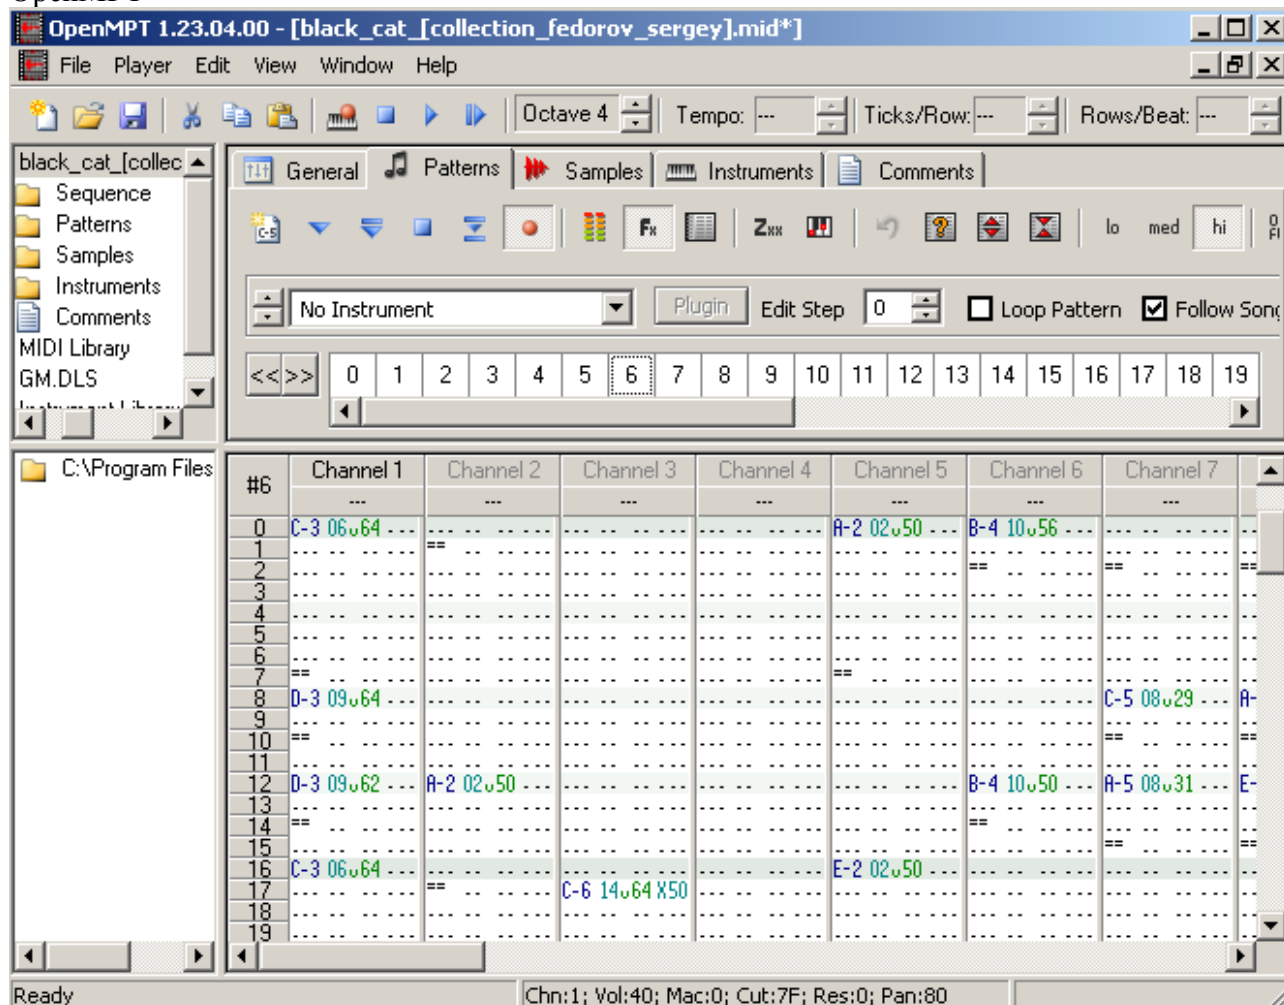 OpenMPT 1.23.04.00 - [black_cat_[collection_fedorov_sergey].mid*]
File Player Edit View Window Help
Octave 4 Tempo: --- Ticks/Row: --- Rows/Beat: ---
black_cat_[collec
Sequence
Patterns
Samples
Instruments
Comments
MIDI Library
GM.DLS
General Patterns Samples Instruments Comments
C-5 Fx Zxx lo med hi
No Instrument Plugin Edit Step 0 Loop Pattern Follow Song
<< >> 0 1 2 3 4 5 6 7 8 9 10 11 12 13 14 15 16 17 18 19
C:\Program Files
#6 Channel 1 Channel 2 Channel 3 Channel 4 Channel 5 Channel 6 Channel 7
--- --- --- --- --- --- ---
0 C-3 06v64 A-2 02v50 B-4 10v56
1 ==
2 == == ==
3
4
5
6
7 == ==
8 D-3 09v64 C-5 08v29 A-
9
10 == == ==
11
12 D-3 09v62 A-2 02v50 B-4 10v50 A-5 08v31 E-
13
14 == ==
15 == ==
16 C-3 06v64 E-2 02v50
17 == C-6 14v64 X50
18
19
Ready Chn:1; Vol:40; Mac:0; Cut:7F; Res:0; Pan:80